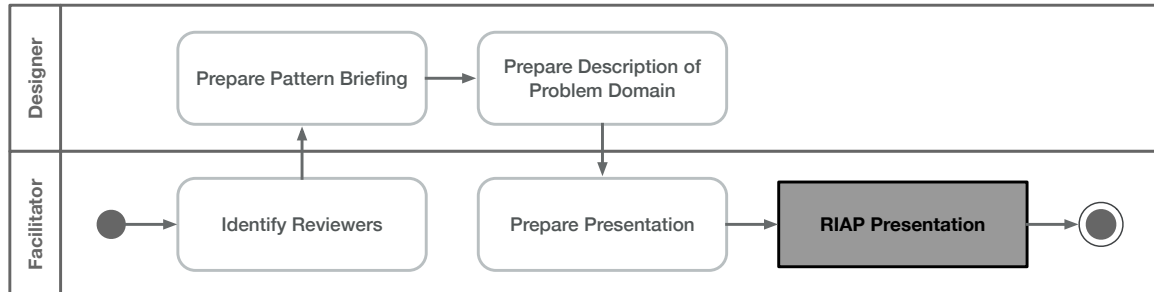 Designer
Prepare Pattern Briefing
Prepare Description of
Problem Domain
Facilitator
Identify Reviewers
Prepare Presentation
RIAP Presentation